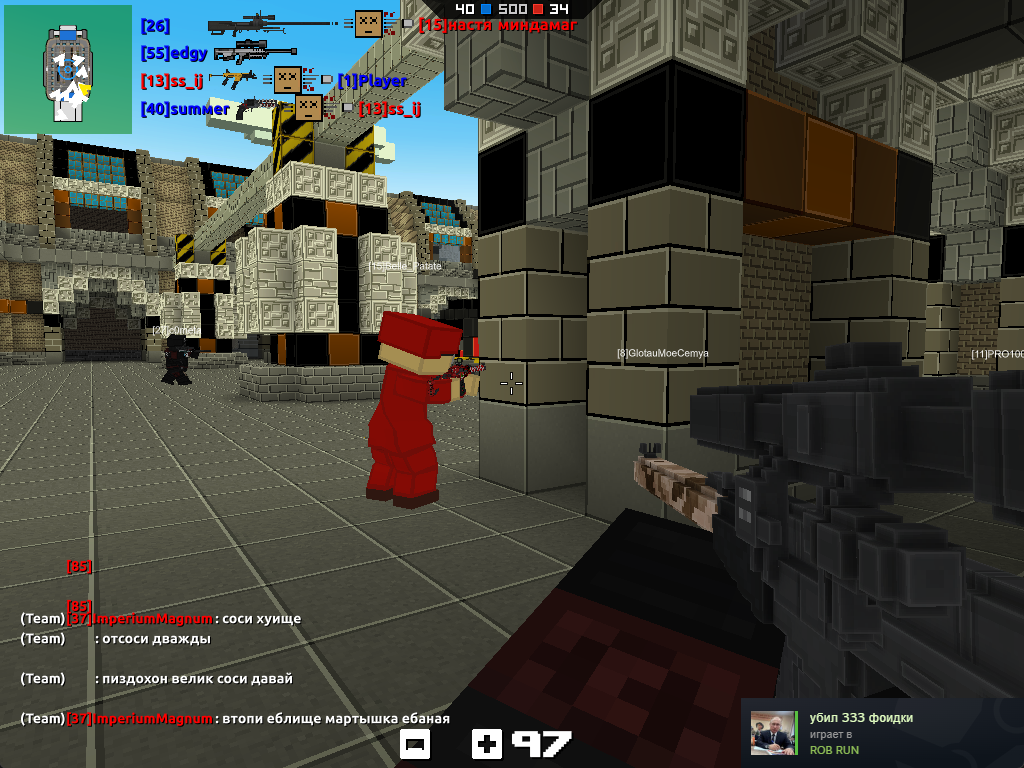 40 500 34
[26] [15]настя миндамаг
[55]edgy
[13]ss_ij [1]Player
[40]summer [13]ss_ij
[8]GlotauMoeCemya
[11]PRO100
[85]
[85]
(Team)[37]ImperiumMagnum : соси хуище
(Team) : отсоси дважды
(Team) : пиздохон велик соси давай
(Team)[37]ImperiumMagnum : втопи еблище мартышка ебаная
97
убил 333 фоидки
играет в
ROB RUN